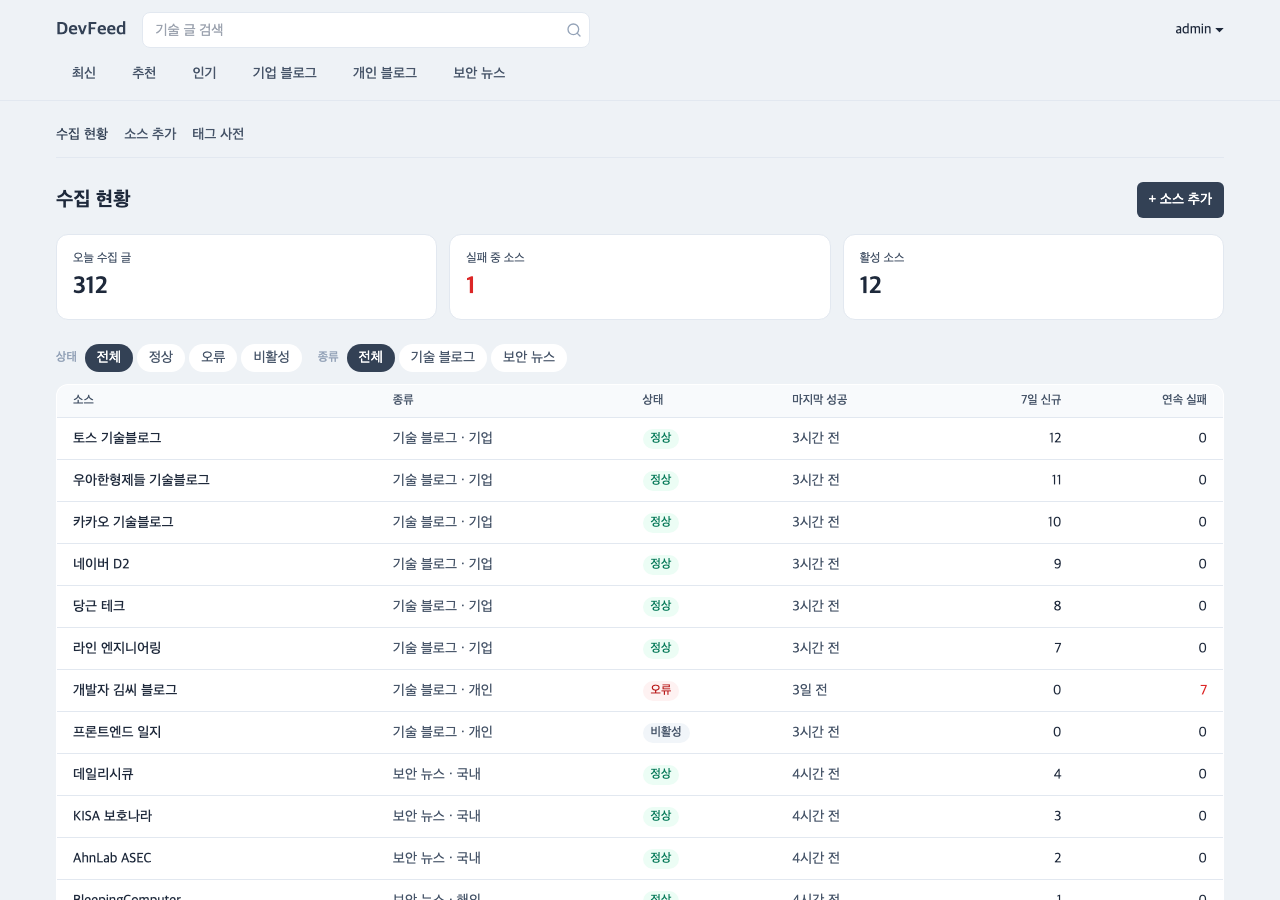 DevFeed 기술 글 검색 admin
최신 추천 인기 기업 블로그 개인 블로그 보안 뉴스
수집 현황 소스 추가 태그 사전
수집 현황 + 소스 추가
오늘 수집 글 실패 중 소스 활성 소스
312 1 12
상태 전체 정상 오류 비활성 종류 전체 기술 블로그 보안 뉴스
소스 종류 상태 마지막 성공 7일 신규 연속 실패
토스 기술블로그 기술 블로그 · 기업 정상 3시간 전 12 0
우아한형제들 기술블로그 기술 블로그 · 기업 정상 3시간 전 11 0
카카오 기술블로그 기술 블로그 · 기업 정상 3시간 전 10 0
네이버 D2 기술 블로그 · 기업 정상 3시간 전 9 0
당근 테크 기술 블로그 · 기업 정상 3시간 전 8 0
라인 엔지니어링 기술 블로그 · 기업 정상 3시간 전 7 0
개발자 김씨 블로그 기술 블로그 · 개인 오류 3일 전 0 7
프론트엔드 일지 기술 블로그 · 개인 비활성 3시간 전 0 0
데일리시큐 보안 뉴스 · 국내 정상 4시간 전 4 0
KISA 보호나라 보안 뉴스 · 국내 정상 4시간 전 3 0
AhnLab ASEC 보안 뉴스 · 국내 정상 4시간 전 2 0
BleepingComputer 보안 뉴스 · 해외 정상 4시간 전 1 0